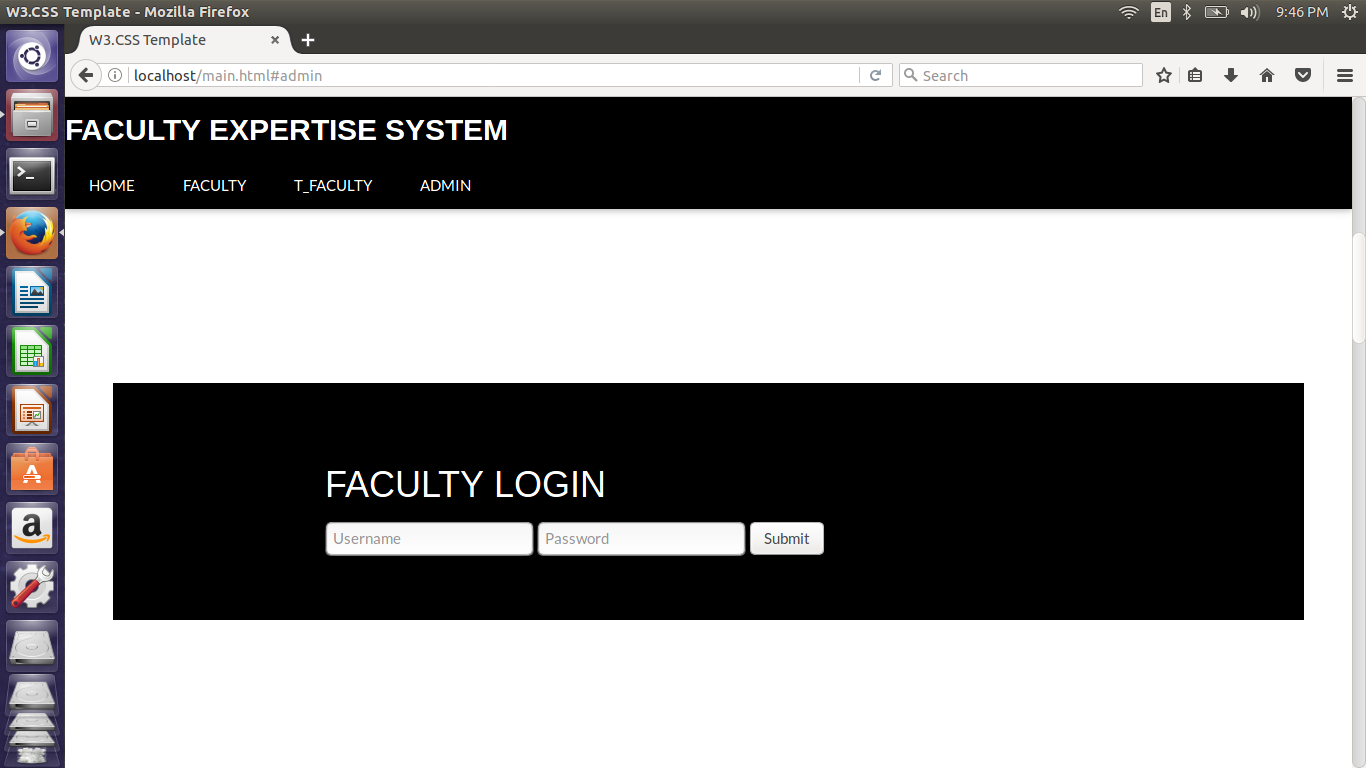 W3.CSS Template - Mozilla Firefox
En
9:46 PM
W3.CSS Template
localhost/main.html#admin
Search
FACULTY EXPERTISE SYSTEM
HOME FACULTY T_FACULTY ADMIN
FACULTY LOGIN
Username Password Submit